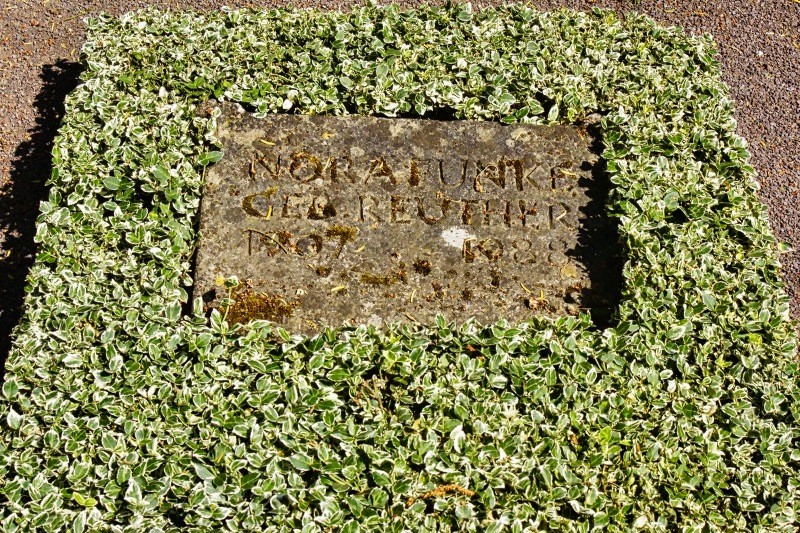 NORA FUNKE
GEB. REUTHER
1907 1988